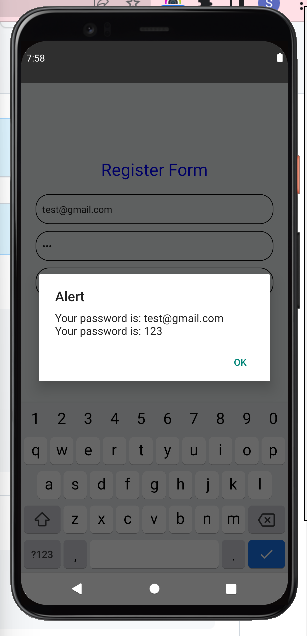 S
7:58
Register Form
test@gmail.com
•••
Alert
Your password is: test@gmail.com
Your password is: 123
OK
1 2 3 4 5 6 7 8 9 0
q w e r t y u i o p
a s d f g h j k l
z x c v b n m
?123 , .